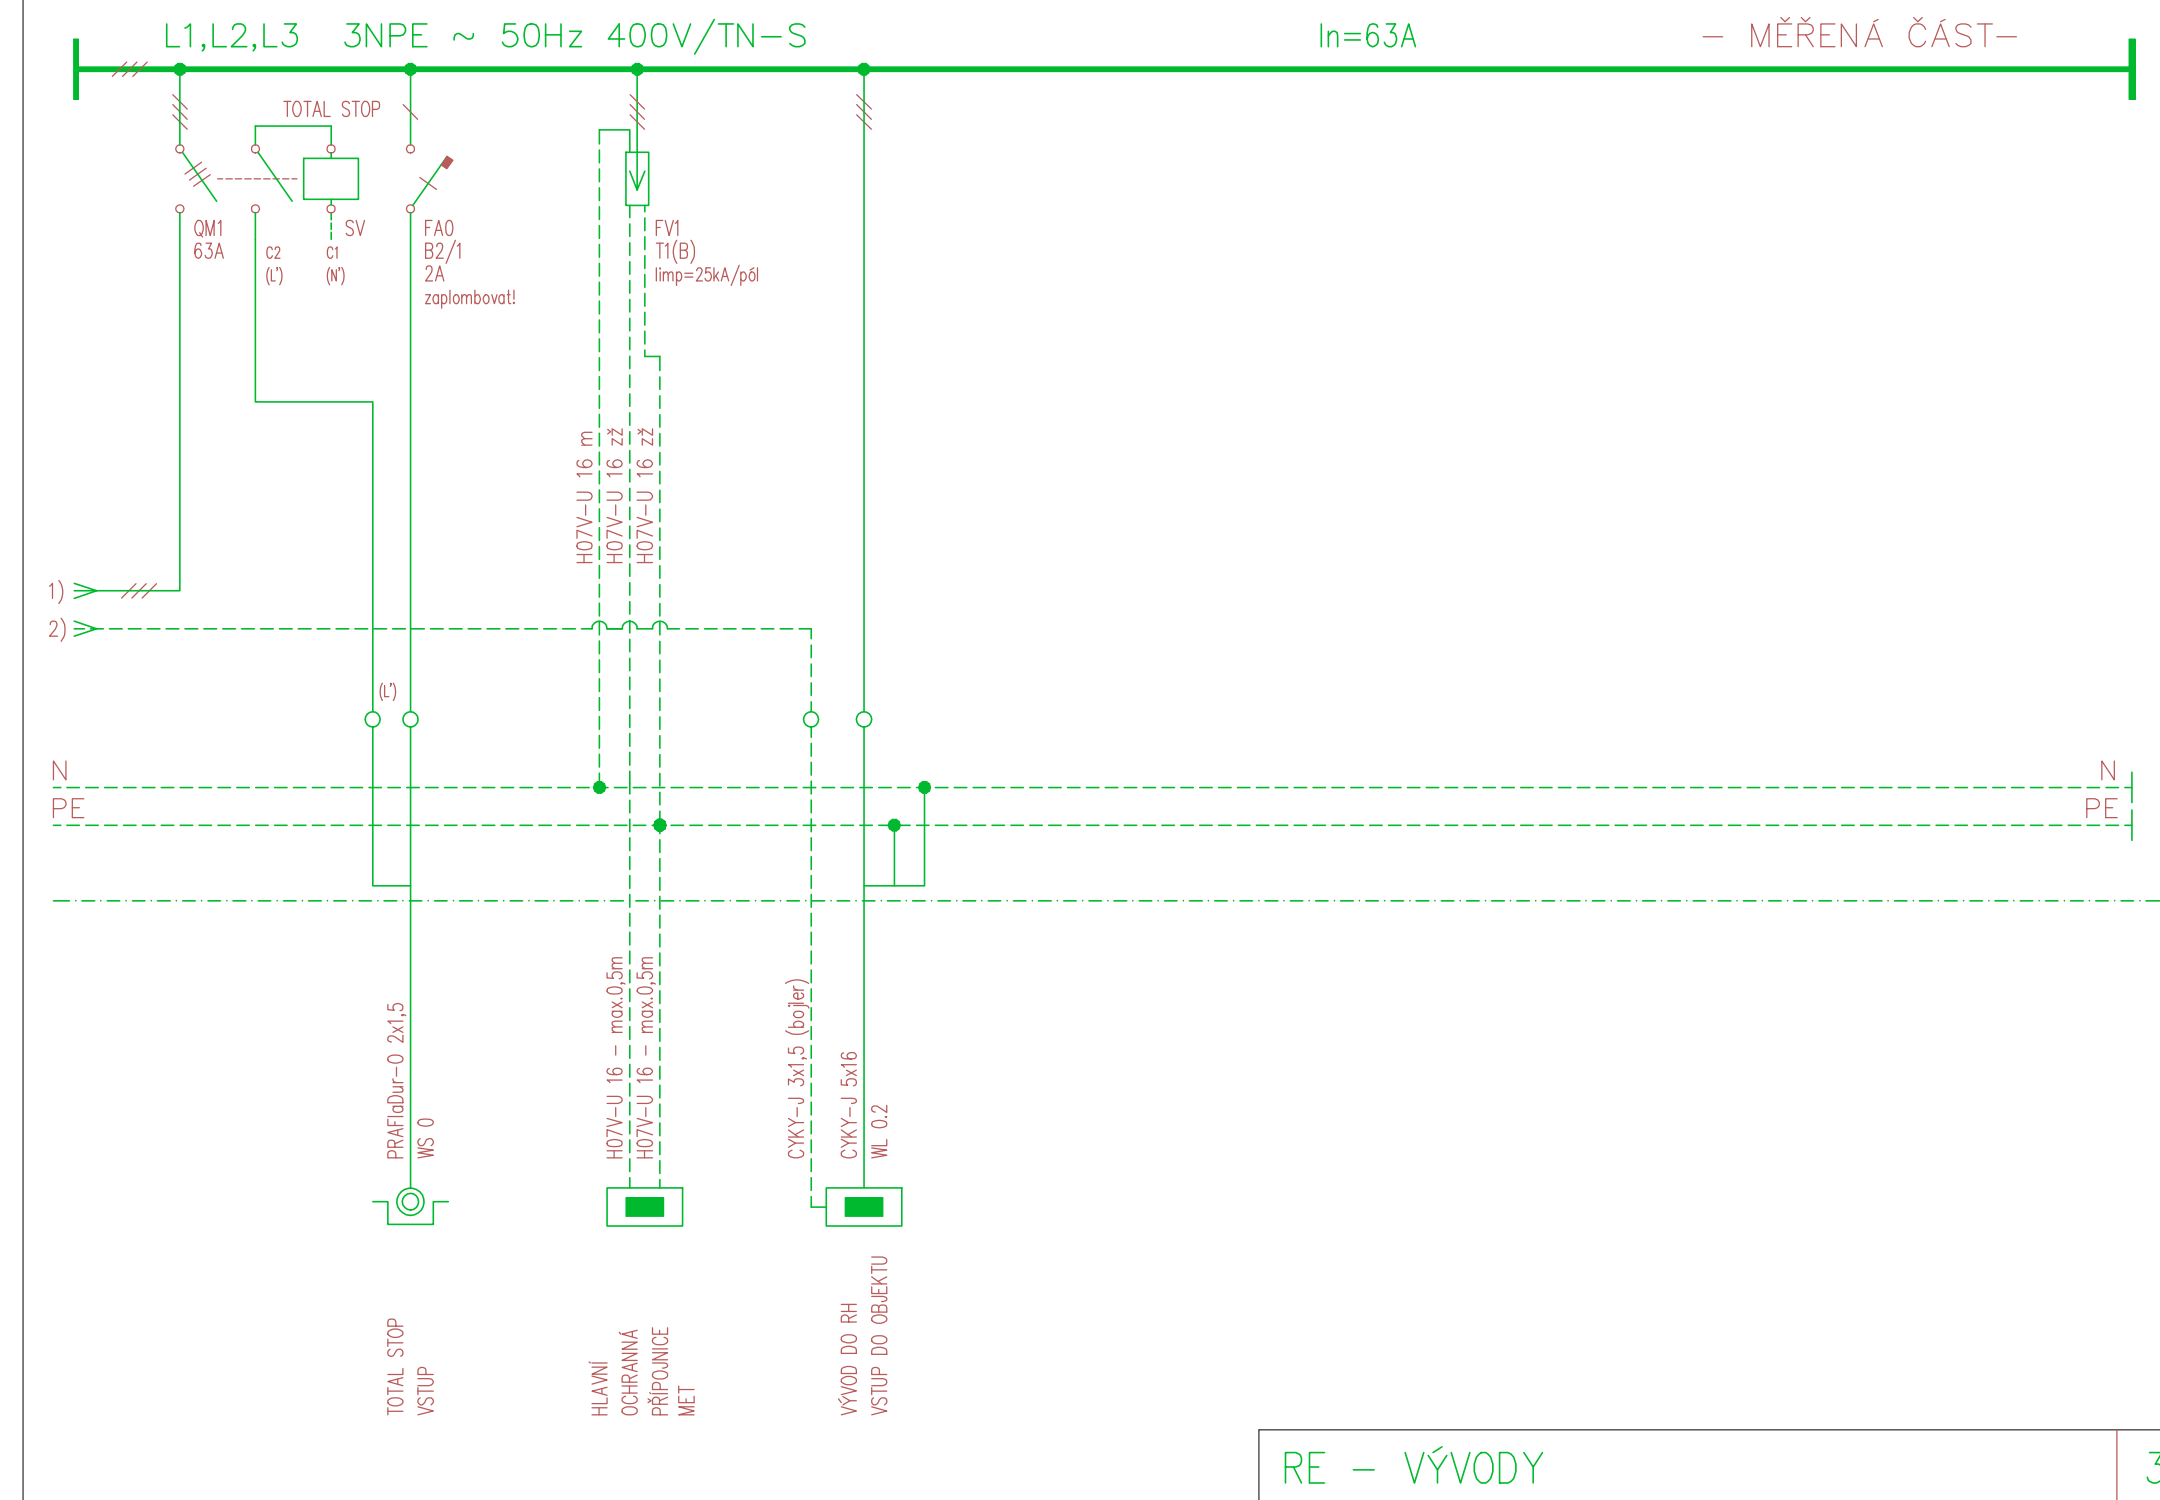 L1,L2,L3 3NPE ~ 50Hz 400V/TN-S
In=63A
- MĚŘENÁ ČÁST-
TOTAL STOP
QM1
63A
C2
(L')
C1
(N')
SV
FA0
B2/1
2A
zaplombovat!
FV1
T1(B)
Iimp=25kA/pól
H07V-U 16 m
H07V-U 16 zž
H07V-U 16 zž
1)
2)
(L')
N
N
PE
PE
PRAFlaDur-O 2x1,5
WS 0
H07V-U 16 - max.0,5m
H07V-U 16 - max.0,5m
CYKY-J 3x1,5 (bojler)
CYKY-J 5x16
WL 0.2
TOTAL STOP
VSTUP
HLAVNÍ
OCHRANNÁ
PŘÍPOJNICE
MET
VÝVOD DO RH
VSTUP DO OBJEKTU
RE - VÝVODY